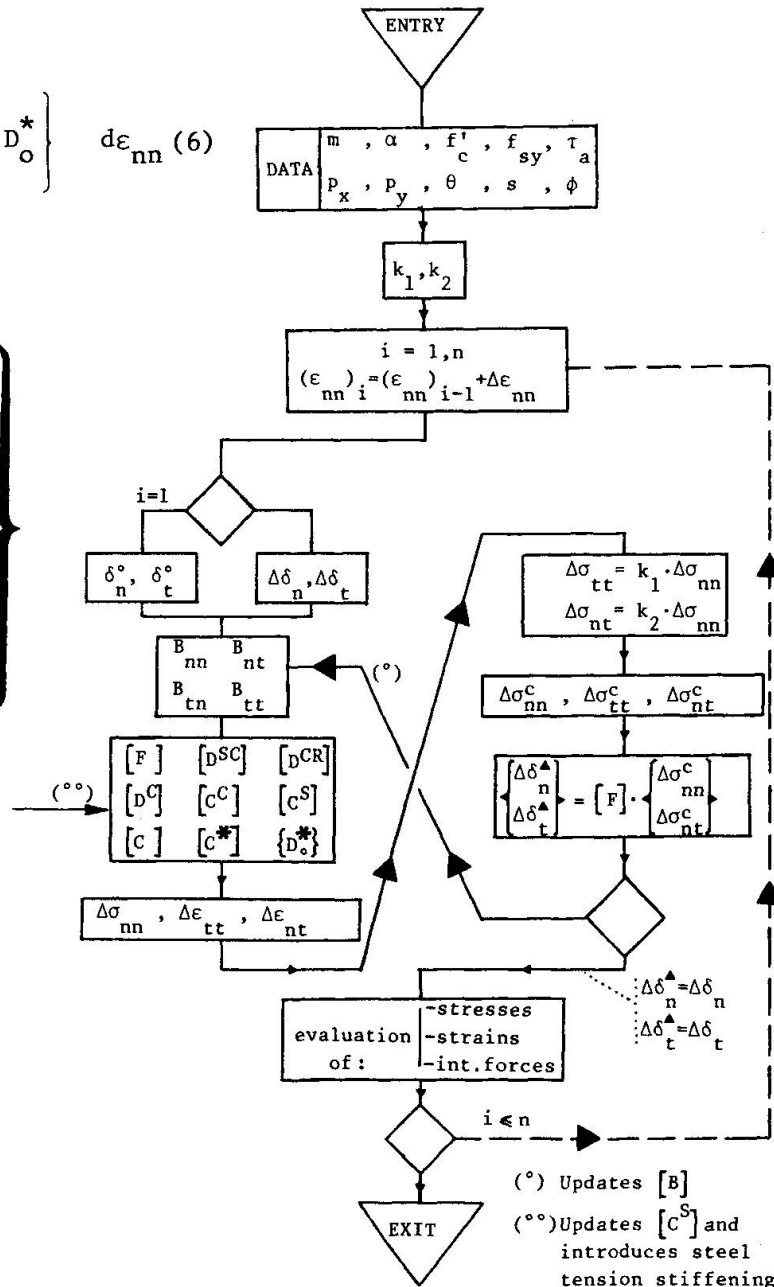 ENTRY
D*o } dεnn (6)
DATA
m , α , f'c , fsy, τa
px , py , θ , s , φ
k1,k2
i = 1,n
(εnn)i=(εnn)i-1+Δεnn
i=1
δ°n, δ°t
Δδn,Δδt
Bnn Bnt
Btn Btt
(°)
Δσtt = k1·Δσnn
Δσnt = k2·Δσnn
Δσcnn , Δσctt , Δσcnt
(°°)
[F] [DSC] [DCR]
[DC] [CC] [CS]
[C] [C*] {D*o}
{Δδ▲n Δδ▲t} = [F]·{Δσcnn Δσcnt}
Δσnn , Δεtt , Δεnt
Δδ▲n=Δδn
Δδ▲t=Δδt
evaluation of:
-stresses
-strains
-int.forces
i ⩽ n
EXIT
(°) Updates [B]
(°°)Updates [CS] and
introduces steel
tension stiffening